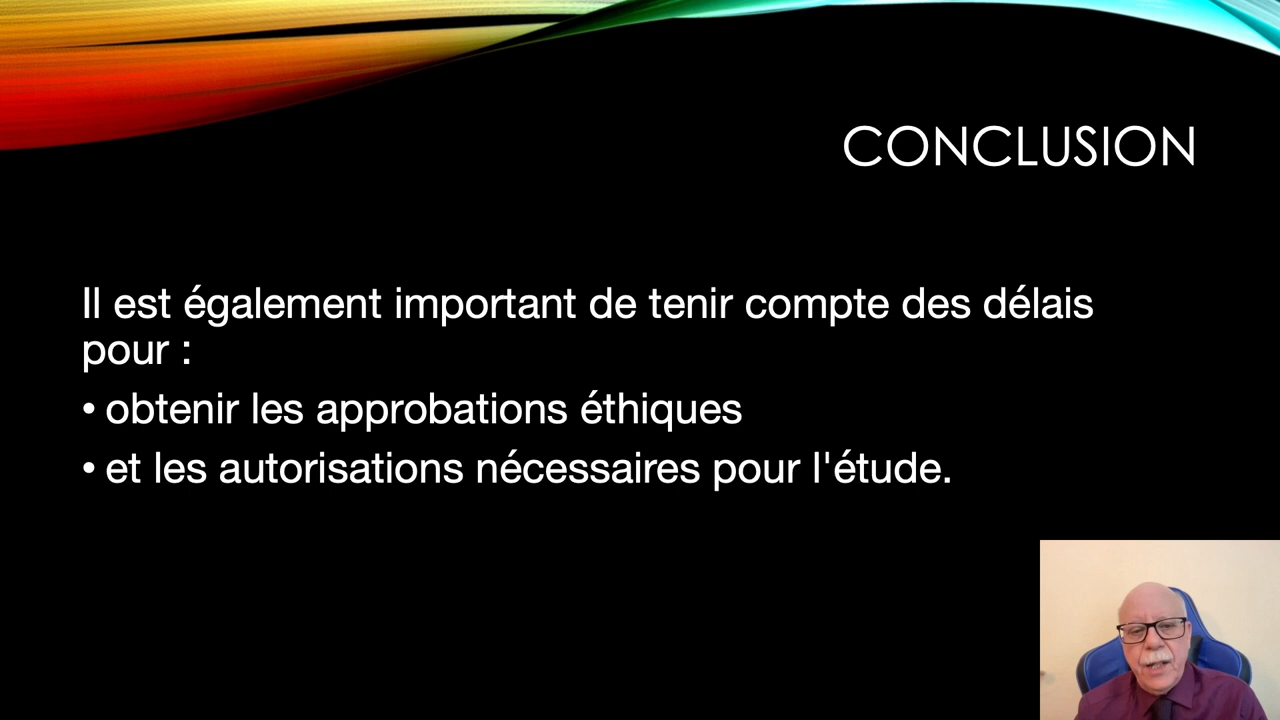 CONCLUSION
Il est également important de tenir compte des délais
pour :
• obtenir les approbations éthiques
• et les autorisations nécessaires pour l'étude.